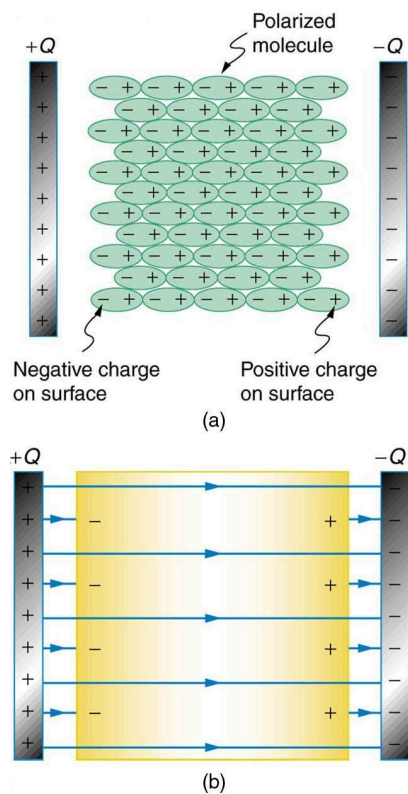 +Q
Polarized
molecule
−Q
Negative charge
on surface
Positive charge
on surface
(a)
+Q
−Q
(b)